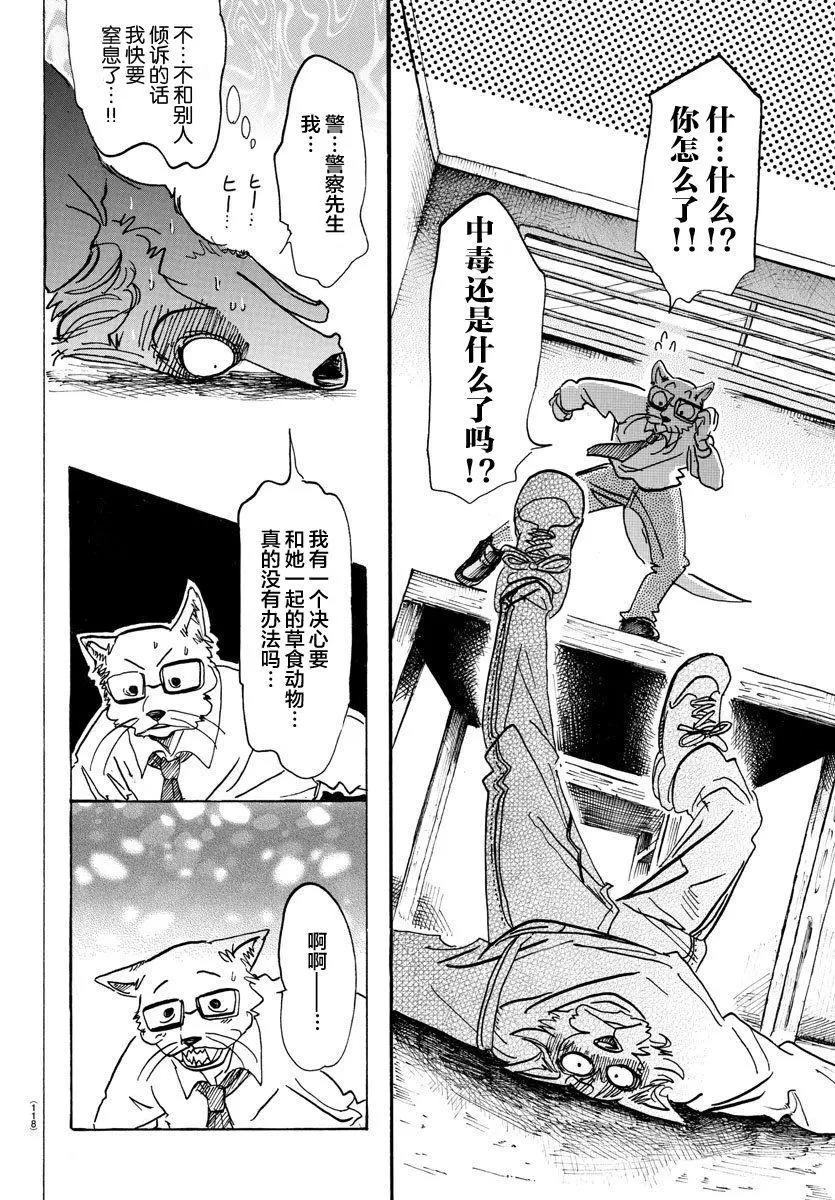 什…什么!?
你怎么了!!
中毒还是什么了吗!?
警…警察先生
我…
不…不和别人
倾诉的话
我快要
窒息了…!!
ヒー…
ヒー…
我有一个决心要
和她一起的草食动物…
真的没有办法吗…
啊啊——…
(118)